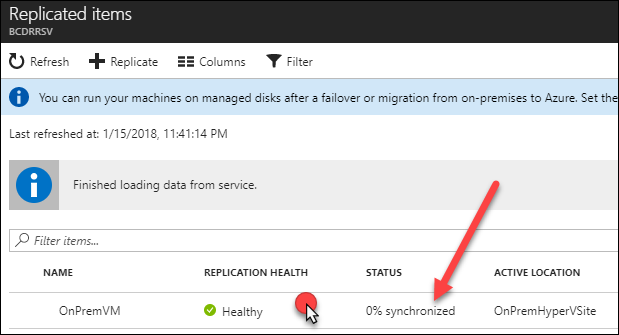 Replicated items
BCDRRSV
Refresh Replicate Columns Filter
You can run your machines on managed disks after a failover or migration from on-premises to Azure. Set the
Last refreshed at: 1/15/2018, 11:41:14 PM
Finished loading data from service.
Filter items...
NAME REPLICATION HEALTH STATUS ACTIVE LOCATION
OnPremVM Healthy 0% synchronized OnPremHyperVSite